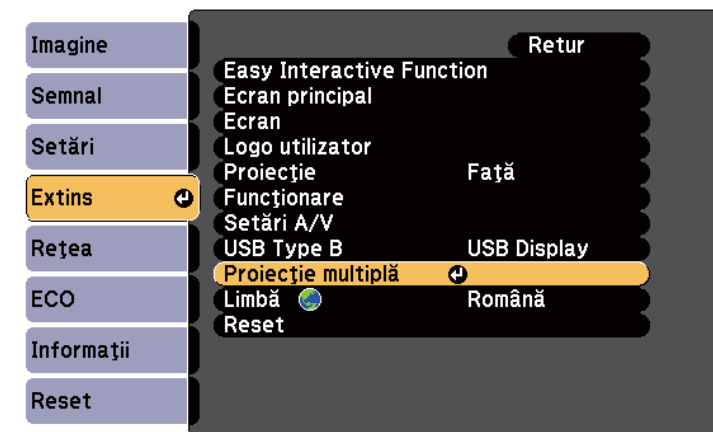 Imagine
Semnal
Setări
Extins
Reţea
ECO
Informaţii
Reset
Retur
Easy Interactive Function
Ecran principal
Ecran
Logo utilizator
Proiecţie Faţă
Funcţionare
Setări A/V
USB Type B USB Display
Proiecţie multiplă
Limbă Română
Reset